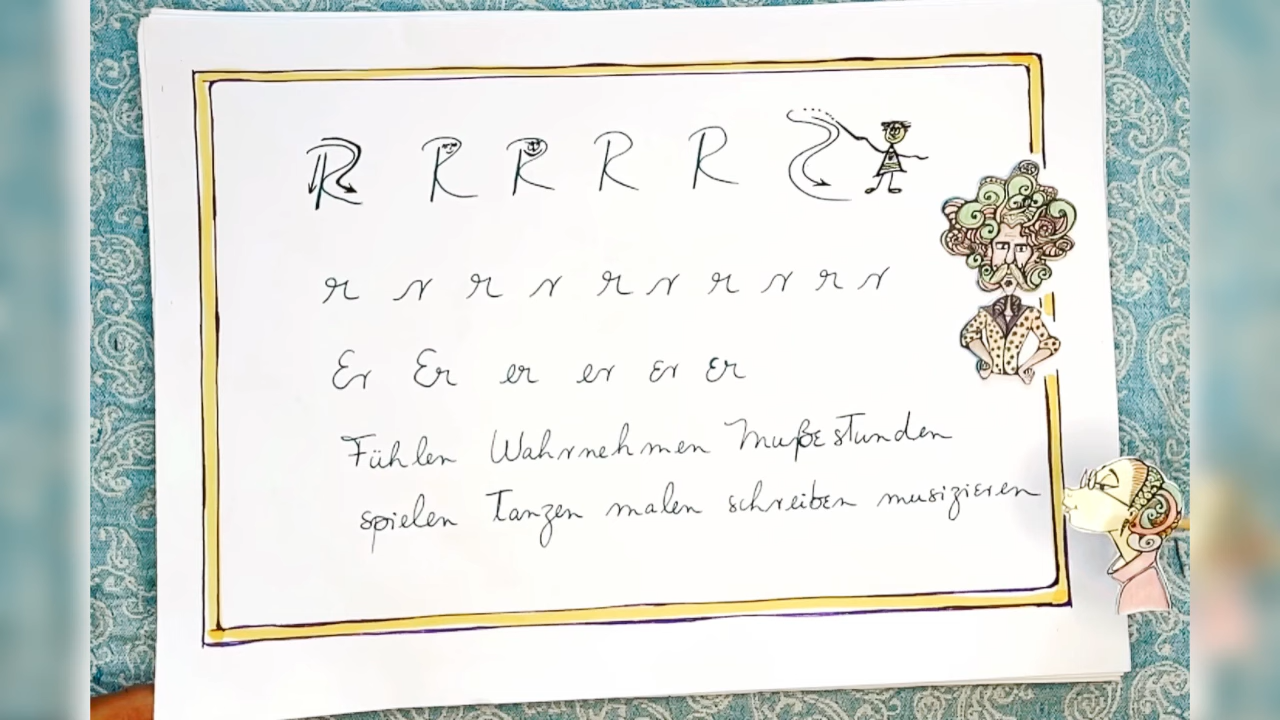 R R R R R
r r r r r r r r r r
Er Er er er Er Er
Fühlen Wahrnehmen Mußestunden
spielen Tanzen malen schreiben musizieren